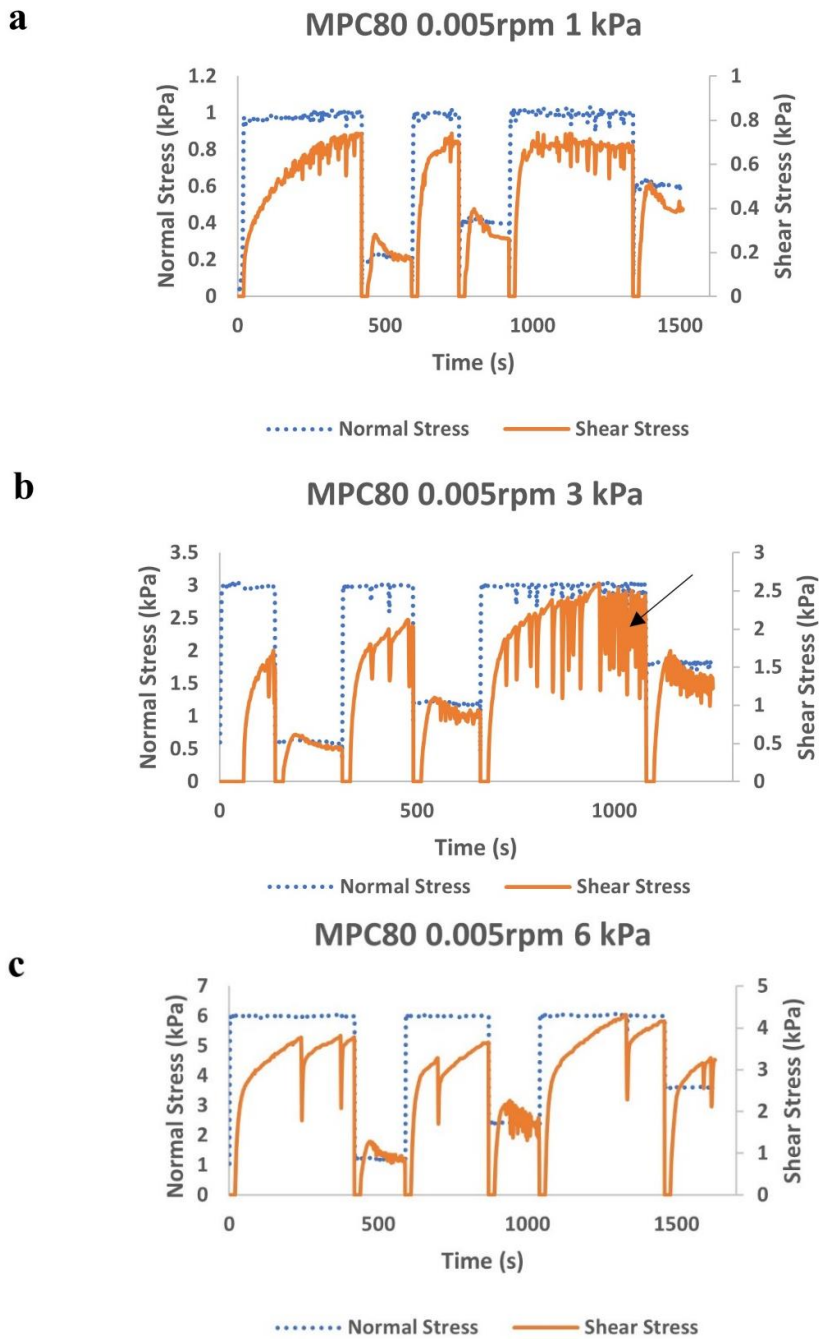 a
MPC80 0.005rpm 1 kPa
Normal Stress (kPa)
1.2
1
0.8
0.6
0.4
0.2
0
1
0.8
0.6
0.4
0.2
0
Shear Stress (kPa)
0 500 1000 1500
Time (s)
Normal Stress Shear Stress
b
MPC80 0.005rpm 3 kPa
Normal Stress (kPa)
3.5
3
2.5
2
1.5
1
0.5
0
3
2.5
2
1.5
1
0.5
0
Shear Stress (kPa)
0 500 1000
Time (s)
Normal Stress Shear Stress
c
MPC80 0.005rpm 6 kPa
Normal Stress (kPa)
7
6
5
4
3
2
1
0
5
4
3
2
1
0
Shear Stress (kPa)
0 500 1000 1500
Time (s)
Normal Stress Shear Stress